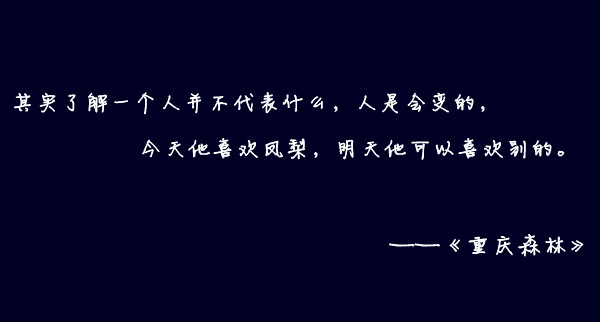 其实了解一个人并不代表什么，人是会变的，
今天他喜欢凤梨，明天他可以喜欢别的。
——《重庆森林》